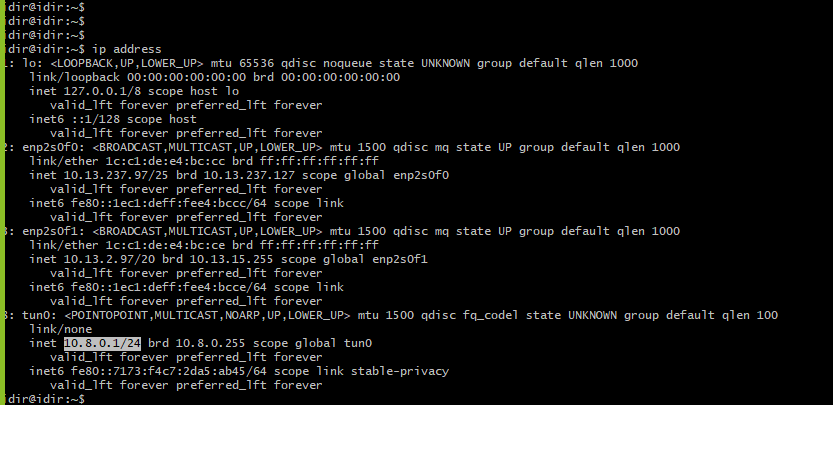 idir@idir:~$
idir@idir:~$
idir@idir:~$
idir@idir:~$ ip address
1: lo: <LOOPBACK,UP,LOWER_UP> mtu 65536 qdisc noqueue state UNKNOWN group default qlen 1000
link/loopback 00:00:00:00:00:00 brd 00:00:00:00:00:00
inet 127.0.0.1/8 scope host lo
valid_lft forever preferred_lft forever
inet6 ::1/128 scope host
valid_lft forever preferred_lft forever
2: enp2s0f0: <BROADCAST,MULTICAST,UP,LOWER_UP> mtu 1500 qdisc mq state UP group default qlen 1000
link/ether 1c:c1:de:e4:bc:cc brd ff:ff:ff:ff:ff:ff
inet 10.13.237.97/25 brd 10.13.237.127 scope global enp2s0f0
valid_lft forever preferred_lft forever
inet6 fe80::1ec1:deff:fee4:bccc/64 scope link
valid_lft forever preferred_lft forever
3: enp2s0f1: <BROADCAST,MULTICAST,UP,LOWER_UP> mtu 1500 qdisc mq state UP group default qlen 1000
link/ether 1c:c1:de:e4:bc:ce brd ff:ff:ff:ff:ff:ff
inet 10.13.2.97/20 brd 10.13.15.255 scope global enp2s0f1
valid_lft forever preferred_lft forever
inet6 fe80::1ec1:deff:fee4:bcce/64 scope link
valid_lft forever preferred_lft forever
8: tun0: <POINTOPOINT,MULTICAST,NOARP,UP,LOWER_UP> mtu 1500 qdisc fq_codel state UNKNOWN group default qlen 100
link/none
inet 10.8.0.1/24 brd 10.8.0.255 scope global tun0
valid_lft forever preferred_lft forever
inet6 fe80::7173:f4c7:2da5:ab45/64 scope link stable-privacy
valid_lft forever preferred_lft forever
idir@idir:~$